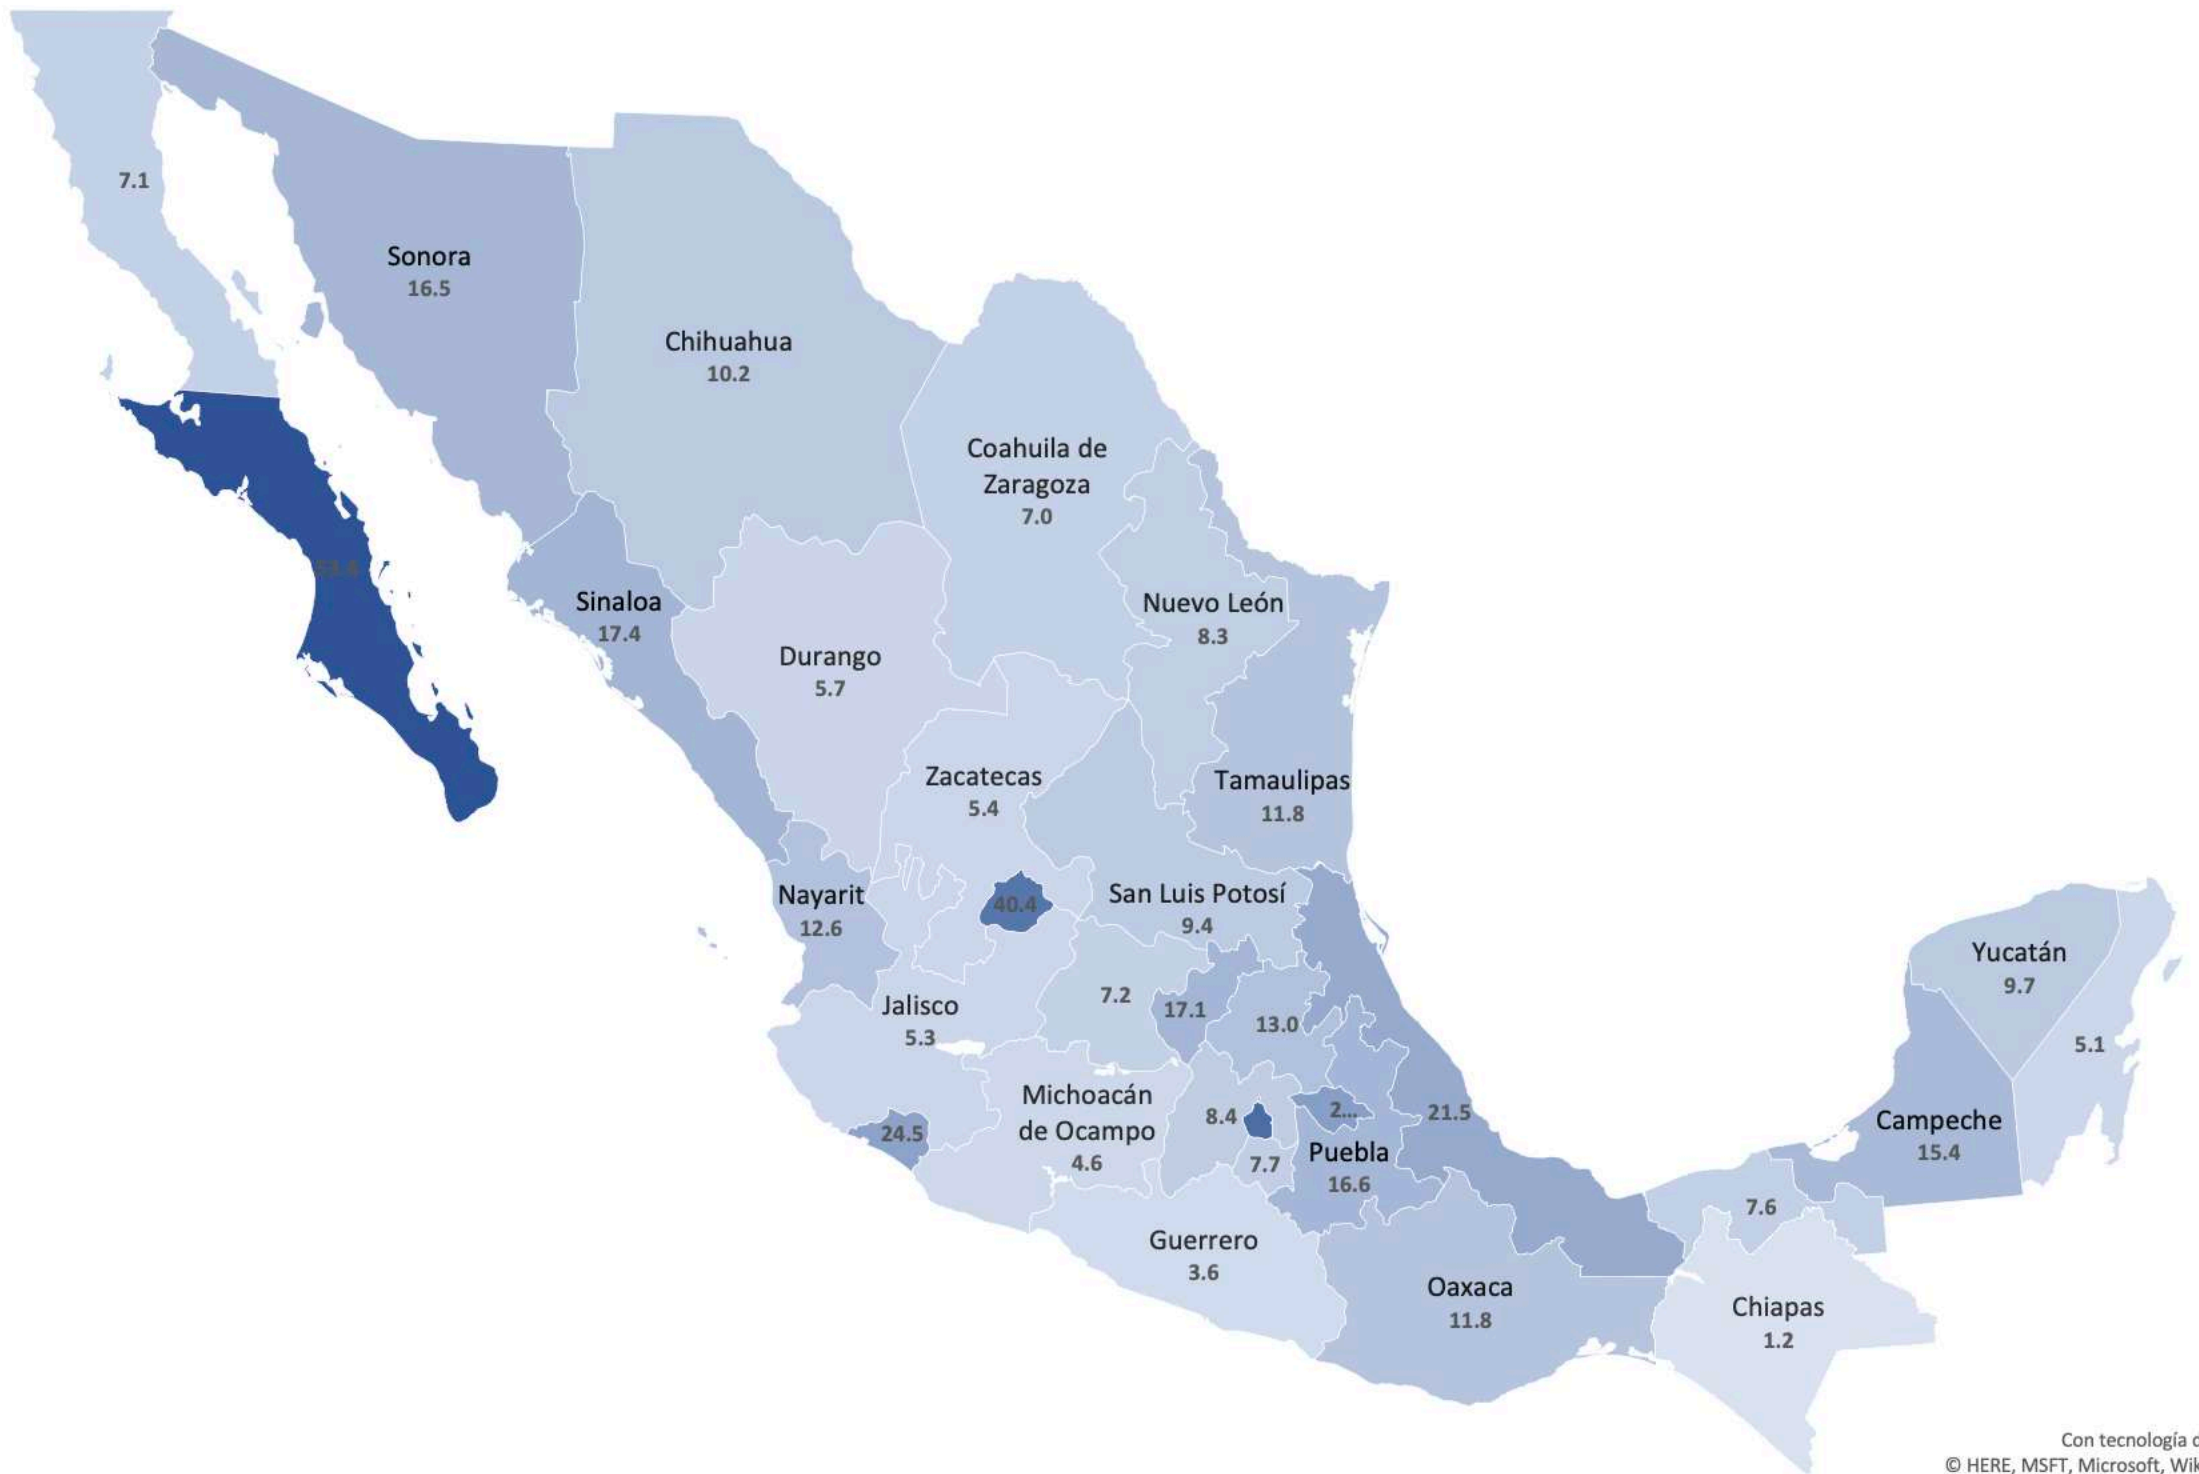 7.1
Sonora
16.5
Chihuahua
10.2
Coahuila de
Zaragoza
7.0
Sinaloa
17.4
Nuevo León
8.3
Durango
5.7
Zacatecas
5.4
Tamaulipas
11.8
Nayarit
12.6
40.4
San Luis Potosí
9.4
Jalisco
5.3
7.2
17.1
13.0
Yucatán
9.7
5.1
Michoacán
de Ocampo
4.6
24.5
8.4
7.7
2...
21.5
Puebla
16.6
Campeche
15.4
7.6
Guerrero
3.6
Oaxaca
11.8
Chiapas
1.2
Con tecnología
© HERE, MSFT, Microsoft, Wik